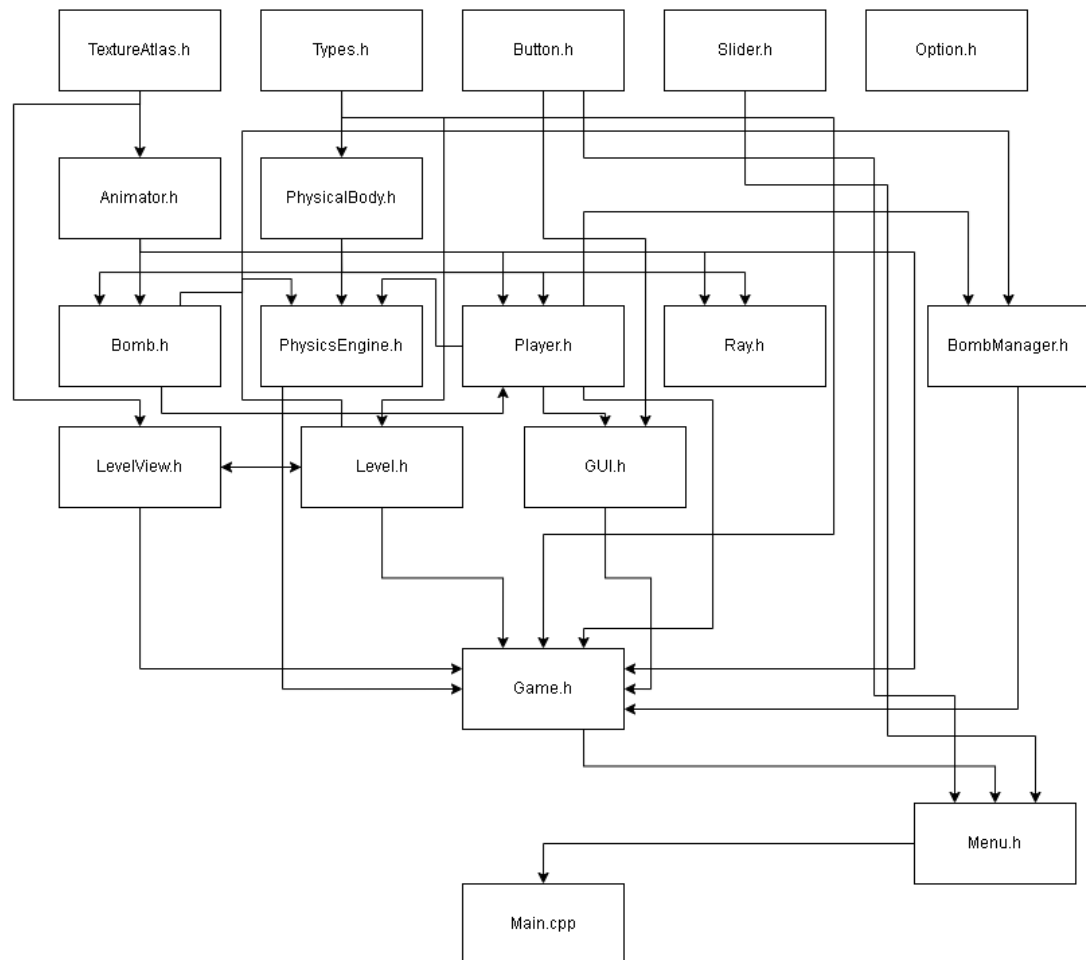 TextureAtlas.h
Types.h
Button.h
Slider.h
Option.h
Animator.h
PhysicalBody.h
Bomb.h
PhysicsEngine.h
Player.h
Ray.h
BombManager.h
LevelView.h
Level.h
GUI.h
Game.h
Menu.h
Main.cpp